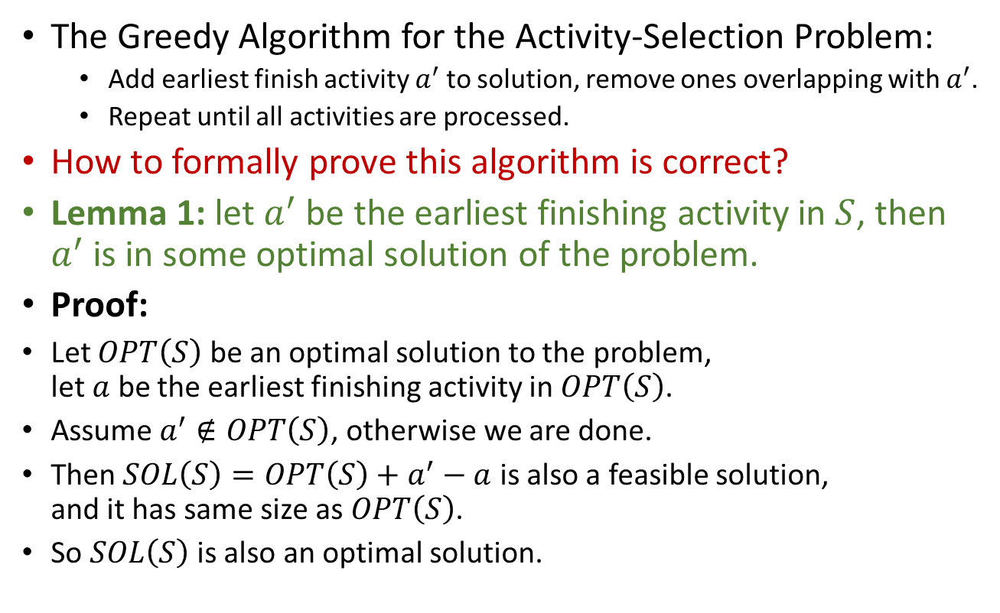 • The Greedy Algorithm for the Activity-Selection Problem:
• Add earliest finish activity 𝑎′ to solution, remove ones overlapping with 𝑎′.
• Repeat until all activities are processed.
• How to formally prove this algorithm is correct?
• Lemma 1: let 𝑎′ be the earliest finishing activity in 𝑆, then
𝑎′ is in some optimal solution of the problem.
• Proof:
• Let 𝑂𝑃𝑇(𝑆) be an optimal solution to the problem,
let 𝑎 be the earliest finishing activity in 𝑂𝑃𝑇(𝑆).
• Assume 𝑎′ ∉ 𝑂𝑃𝑇(𝑆), otherwise we are done.
• Then 𝑆𝑂𝐿(𝑆) = 𝑂𝑃𝑇(𝑆) + 𝑎′ − 𝑎 is also a feasible solution,
and it has same size as 𝑂𝑃𝑇(𝑆).
• So 𝑆𝑂𝐿(𝑆) is also an optimal solution.